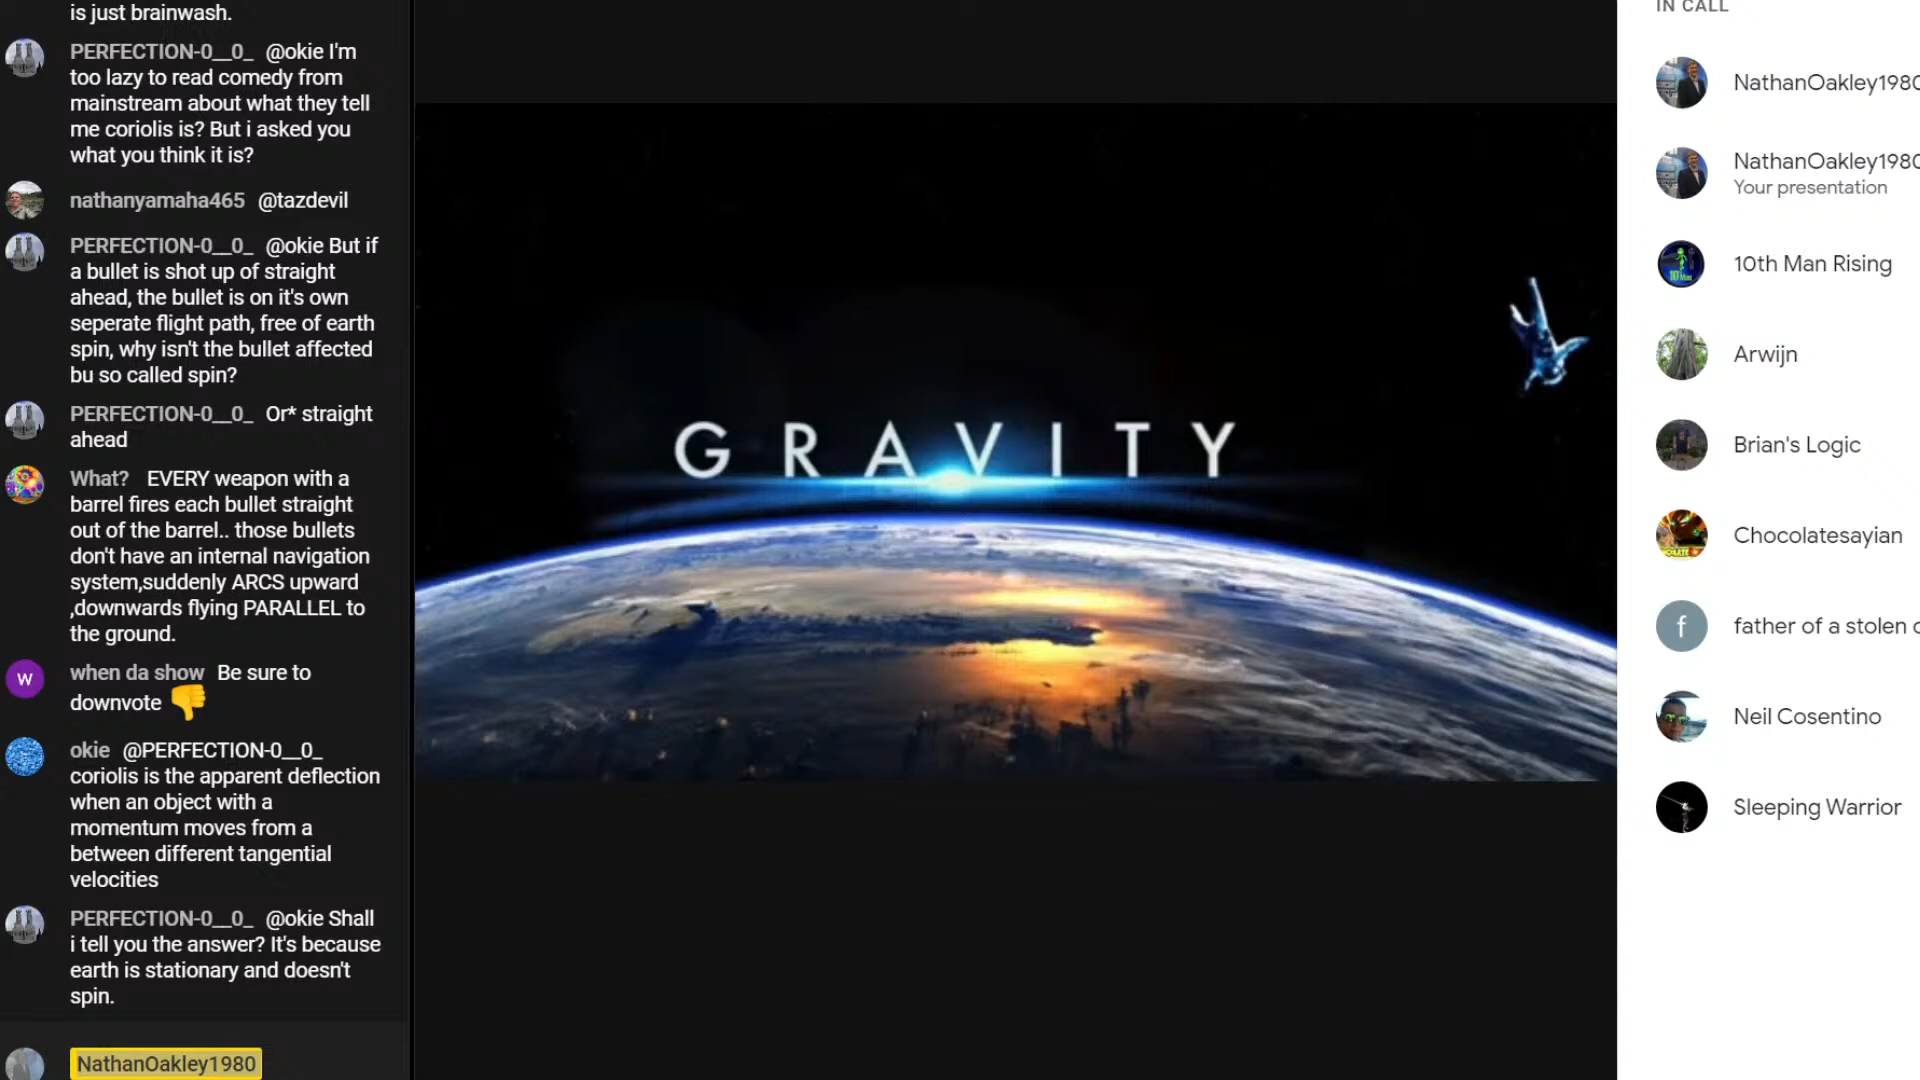 is just brainwash.
PERFECTION-0__0_ @okie I'm
too lazy to read comedy from
mainstream about what they tell
me coriolis is? But i asked you
what you think it is?
nathanyamaha465 @tazdevil
PERFECTION-0__0_ @okie But if
a bullet is shot up of straight
ahead, the bullet is on it's own
seperate flight path, free of earth
spin, why isn't the bullet affected
bu so called spin?
PERFECTION-0__0_ Or* straight
ahead
What? EVERY weapon with a
barrel fires each bullet straight
out of the barrel.. those bullets
don't have an internal navigation
system,suddenly ARCS upward
,downwards flying PARALLEL to
the ground.
W
when da show Be sure to
downvote 👎
okie @PERFECTION-0__0_
coriolis is the apparent deflection
when an object with a
momentum moves from a
between different tangential
velocities
PERFECTION-0__0_ @okie Shall
i tell you the answer? It's because
earth is stationary and doesn't
spin.
NathanOakley1980
GRAVITY
IN CALL
NathanOakley1980
NathanOakley1980
Your presentation
10th Man Rising
Arwijn
Brian's Logic
Chocolatesayian
f
father of a stolen
Neil Cosentino
Sleeping Warrior